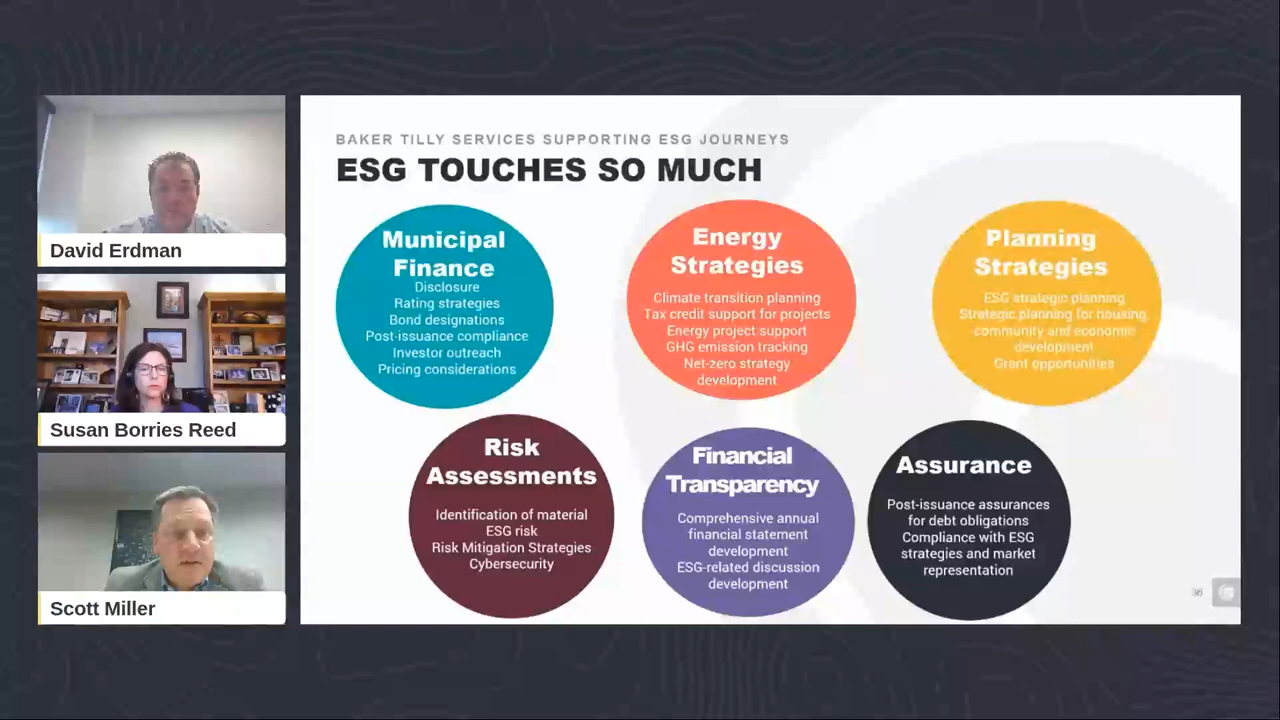 David Erdman
Susan Borries Reed
Scott Miller
BAKER TILLY SERVICES SUPPORTING ESG JOURNEYS
ESG TOUCHES SO MUCH
Municipal
Finance
Disclosure
Rating strategies
Bond designations
Post-issuance compliance
Investor outreach
Pricing considerations
Energy
Strategies
Climate transition planning
Tax credit support for projects
Energy project support
GHG emission tracking
Net-zero strategy
development
Planning
Strategies
ESG strategic planning
Strategic planning for housing,
community and economic
development
Grant opportunities
Risk
Assessments
Identification of material
ESG risk
Risk Mitigation Strategies
Cybersecurity
Financial
Transparency
Comprehensive annual
financial statement
development
ESG-related discussion
development
Assurance
Post-issuance assurances
for debt obligations
Compliance with ESG
strategies and market
representation
36